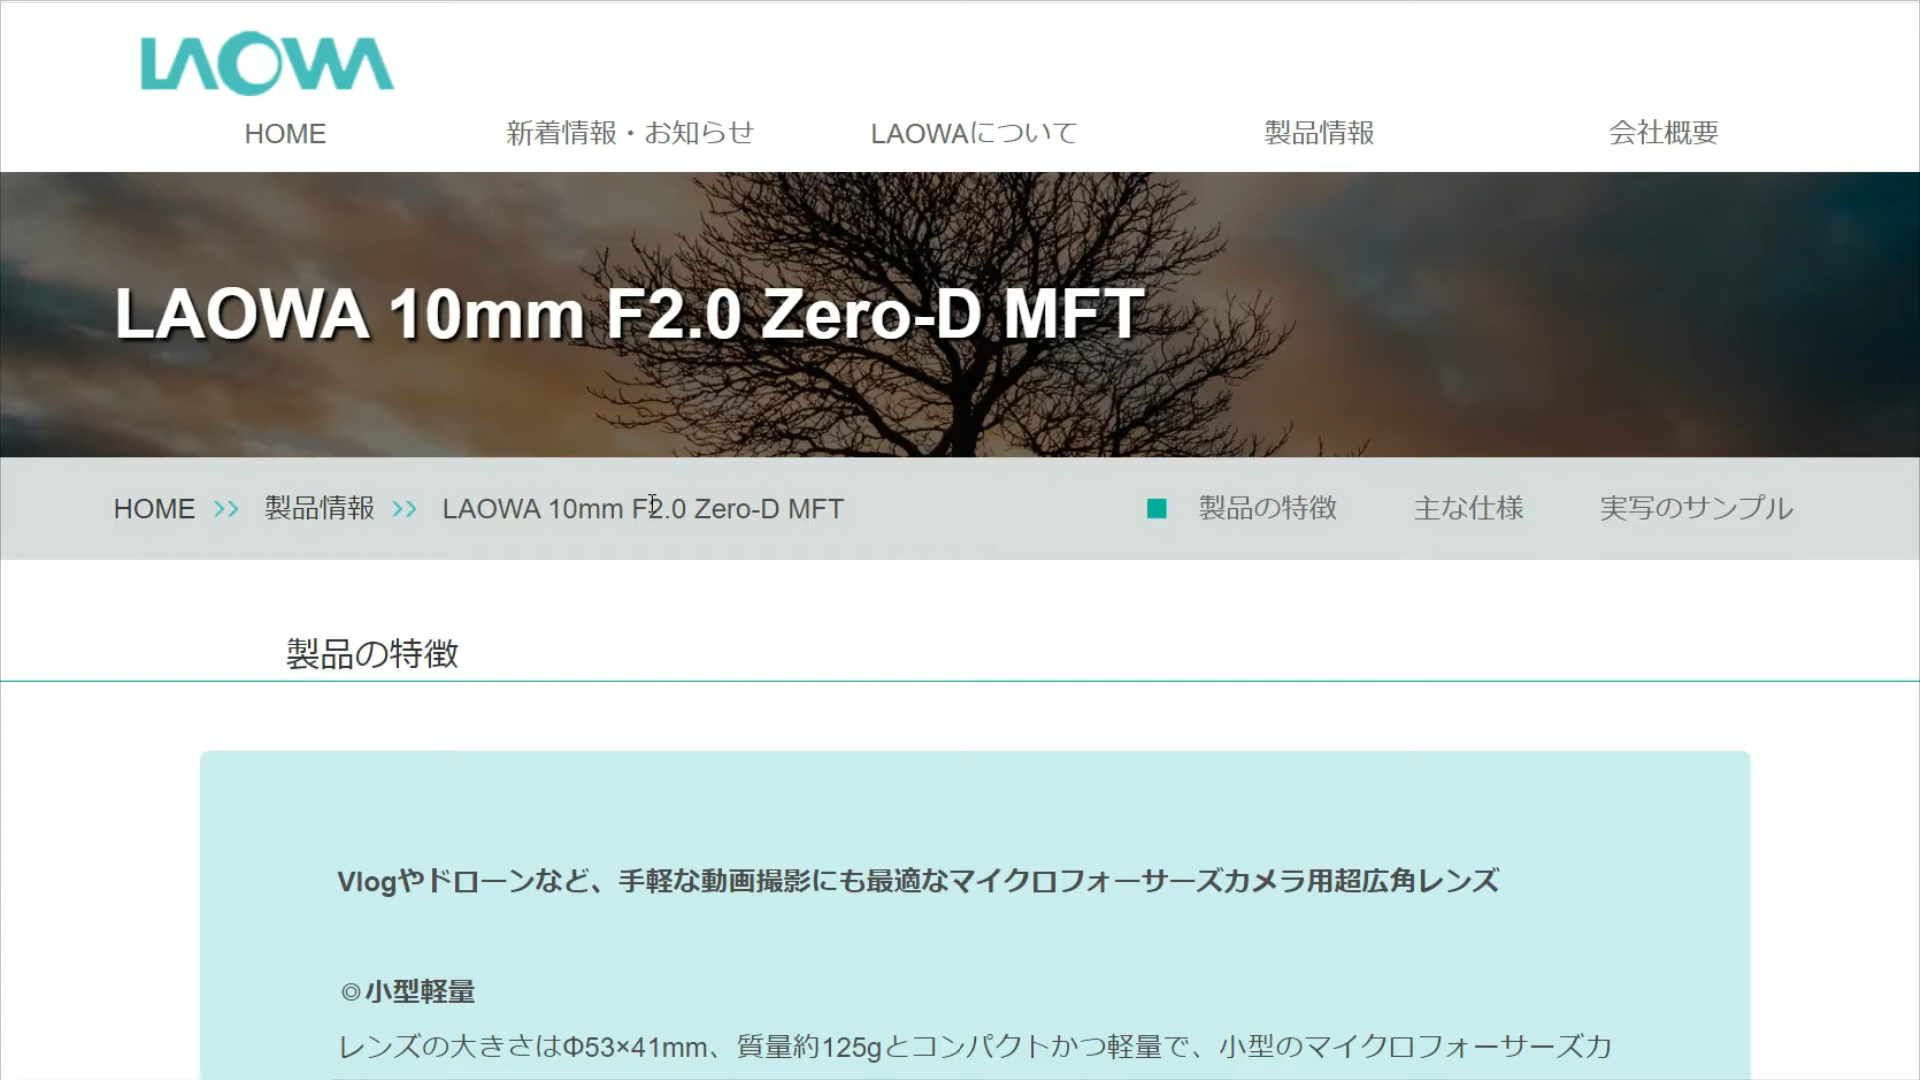 LAOWA
HOME 新着情報・お知らせ LAOWAについて 製品情報 会社概要
LAOWA 10mm F2.0 Zero-D MFT
HOME >> 製品情報 >> LAOWA 10mm F2.0 Zero-D MFT ■ 製品の特徴 主な仕様 実写のサンプル
製品の特徴
Vlogやドローンなど、手軽な動画撮影にも最適なマイクロフォーサーズカメラ用超広角レンズ
◎小型軽量
レンズの大きさはΦ53×41mm、質量約125gとコンパクトかつ軽量で、小型のマイクロフォーサーズカ